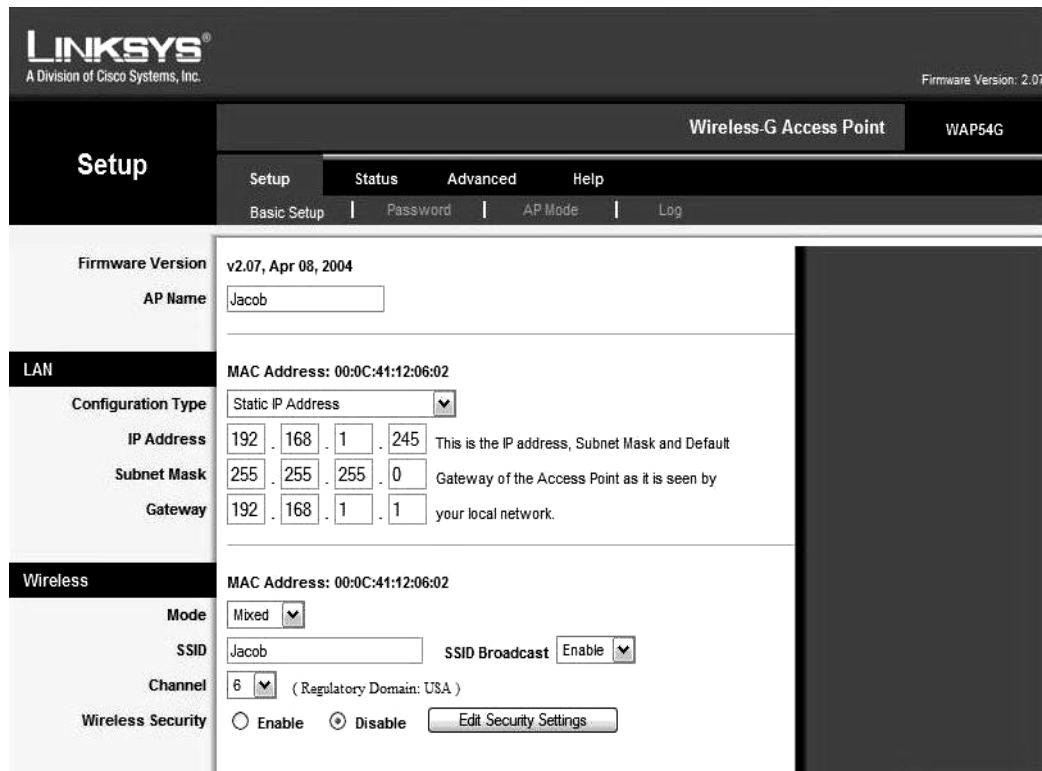 LINKSYS®
A Division of Cisco Systems, Inc.
Firmware Version: 2.07
Wireless-G Access Point WAP54G
Setup
Setup Status Advanced Help
Basic Setup | Password | AP Mode | Log
Firmware Version v2.07, Apr 08, 2004
AP Name Jacob
LAN MAC Address: 00:0C:41:12:06:02
Configuration Type Static IP Address
IP Address 192 . 168 . 1 . 245 This is the IP address, Subnet Mask and Default
Subnet Mask 255 . 255 . 255 . 0 Gateway of the Access Point as it is seen by
Gateway 192 . 168 . 1 . 1 your local network.
Wireless MAC Address: 00:0C:41:12:06:02
Mode Mixed
SSID Jacob SSID Broadcast Enable
Channel 6 ( Regulatory Domain: USA )
Wireless Security Enable Disable Edit Security Settings